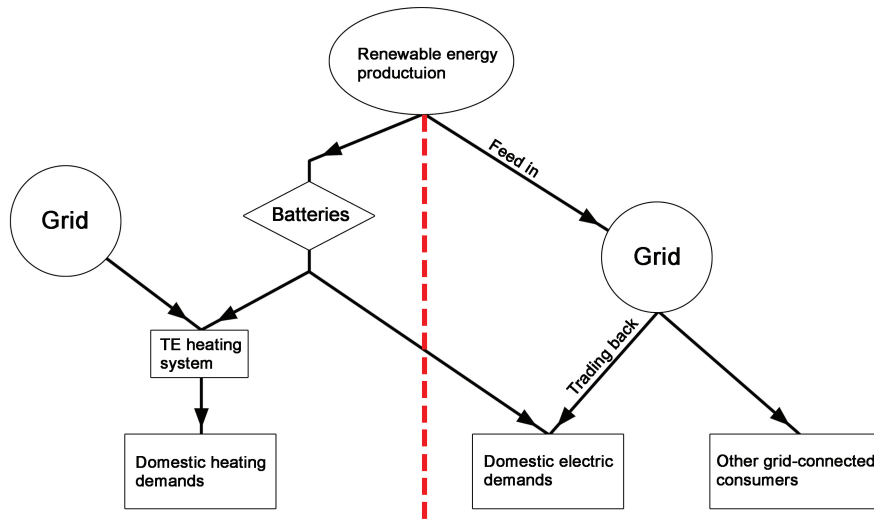 Renewable energy
productuion
Feed in
Grid
Batteries
Grid
TE heating
system
Trading back
Domestic heating
demands
Domestic electric
demands
Other grid-connected
consumers